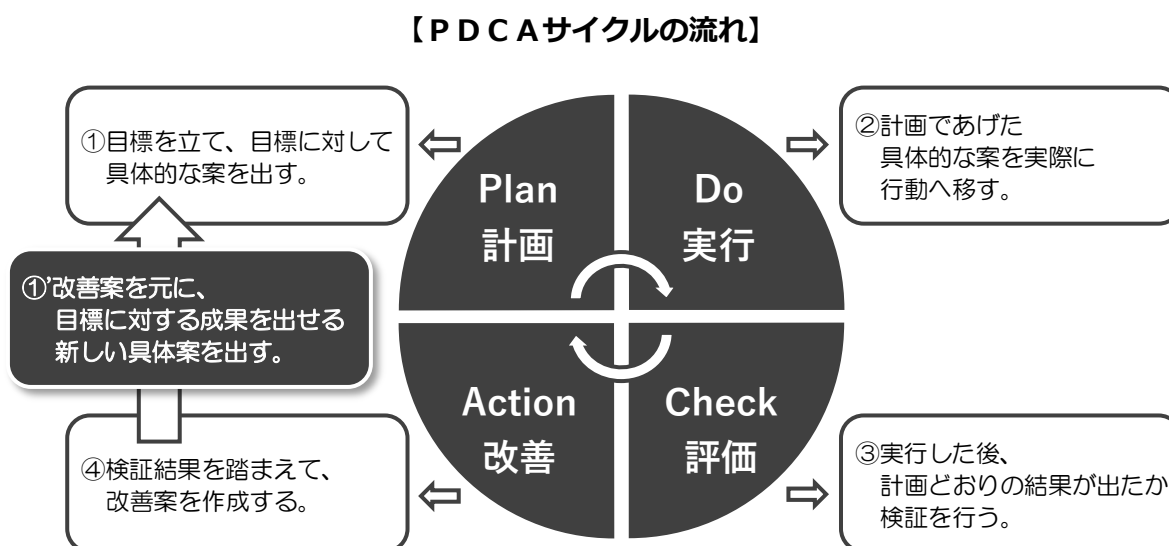 【ＰＤＣＡサイクルの流れ】
①目標を立て、目標に対して
具体的な案を出す。
Plan
計画
Do
実行
②計画であげた
具体的な案を実際に
行動へ移す。
①’改善案を元に、
目標に対する成果を出せる
新しい具体案を出す。
④検証結果を踏まえて、
改善案を作成する。
Action
改善
Check
評価
③実行した後、
計画どおりの結果が出たか
検証を行う。